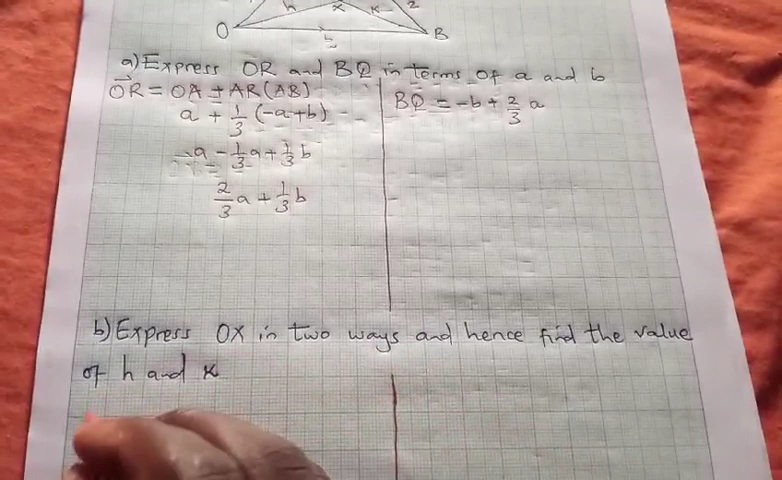 h x K 2
O b B
a) Express OR and BQ in terms of a and b
OR = OA + AR (AB)
a + 1/3 (-a+b)
a - 1/3 a + 1/3 b
2/3 a + 1/3 b
BQ = -b + 2/3 a
b) Express OX in two ways and hence find the value
of h and K